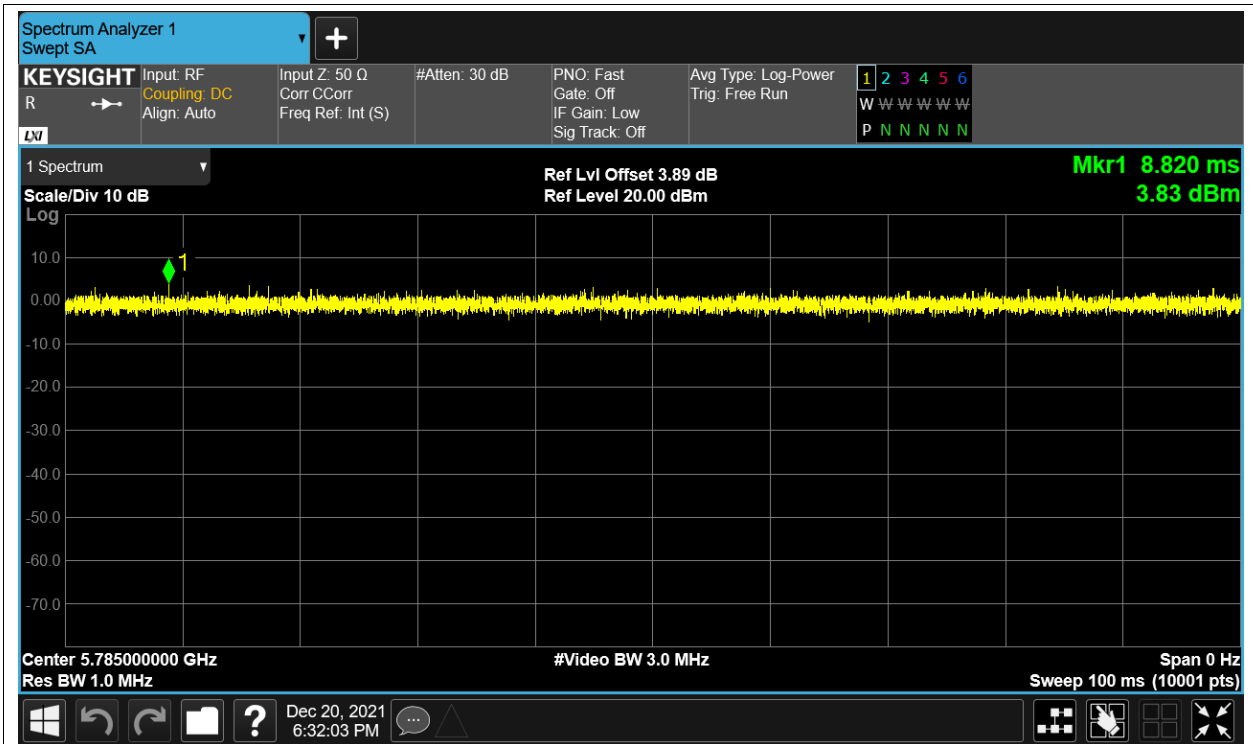 Spectrum Analyzer 1
Swept SA
KEYSIGHT
R
LXI
Input: RF
Coupling: DC
Align: Auto
Input Z: 50 Ω
Corr CCorr
Freq Ref: Int (S)
#Atten: 30 dB
PNO: Fast
Gate: Off
IF Gain: Low
Sig Track: Off
Avg Type: Log-Power
Trig: Free Run
1 2 3 4 5 6
W W W W W W
P N N N N N
1 Spectrum
Scale/Div 10 dB
Log
Ref Lvl Offset 3.89 dB
Ref Level 20.00 dBm
Mkr1 8.820 ms
3.83 dBm
1
10.0
0.00
-10.0
-20.0
-30.0
-40.0
-50.0
-60.0
-70.0
Center 5.785000000 GHz
Res BW 1.0 MHz
#Video BW 3.0 MHz
Span 0 Hz
Sweep 100 ms (10001 pts)
?
Dec 20, 2021
6:32:03 PM